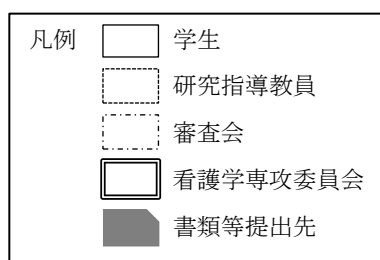 凡例 学生
研究指導教員
審査会
看護学専攻委員会
書類等提出先